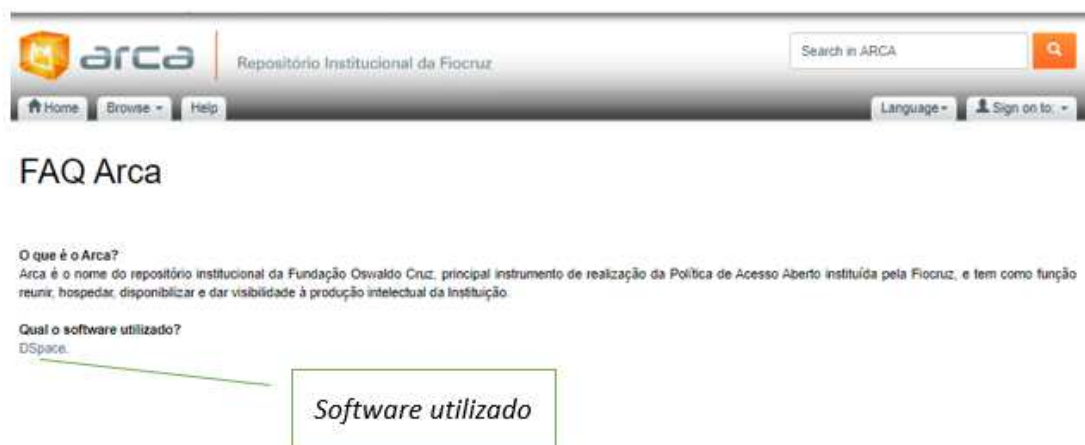 arca
Repositório Institucional da Fiocruz
Search in ARCA
Home Browse Help Language Sign on to:
FAQ Arca
O que é o Arca?
Arca é o nome do repositório institucional da Fundação Oswaldo Cruz, principal instrumento de realização da Política de Acesso Aberto instituída pela Fiocruz, e tem como função
reunir, hospedar, disponibilizar e dar visibilidade à produção intelectual da Instituição.
Qual o software utilizado?
DSpace.
Software utilizado